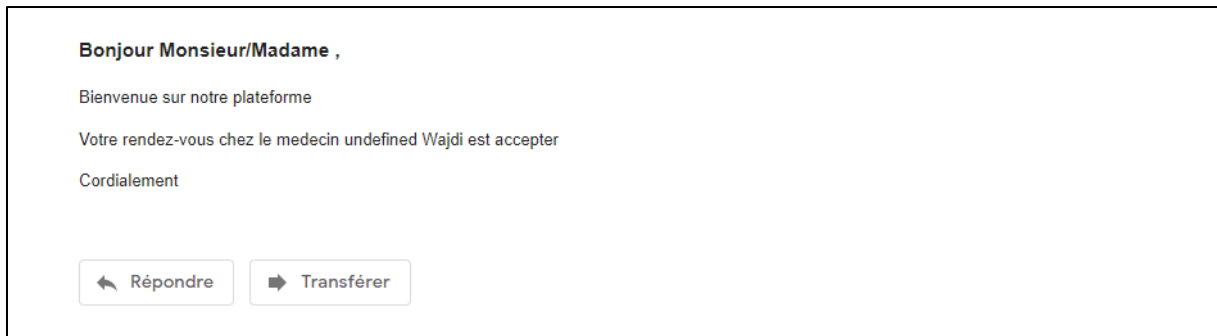 Bonjour Monsieur/Madame ,
Bienvenue sur notre plateforme
Votre rendez-vous chez le medecin undefined Wajdi est accepter
Cordialement
Répondre
Transférer